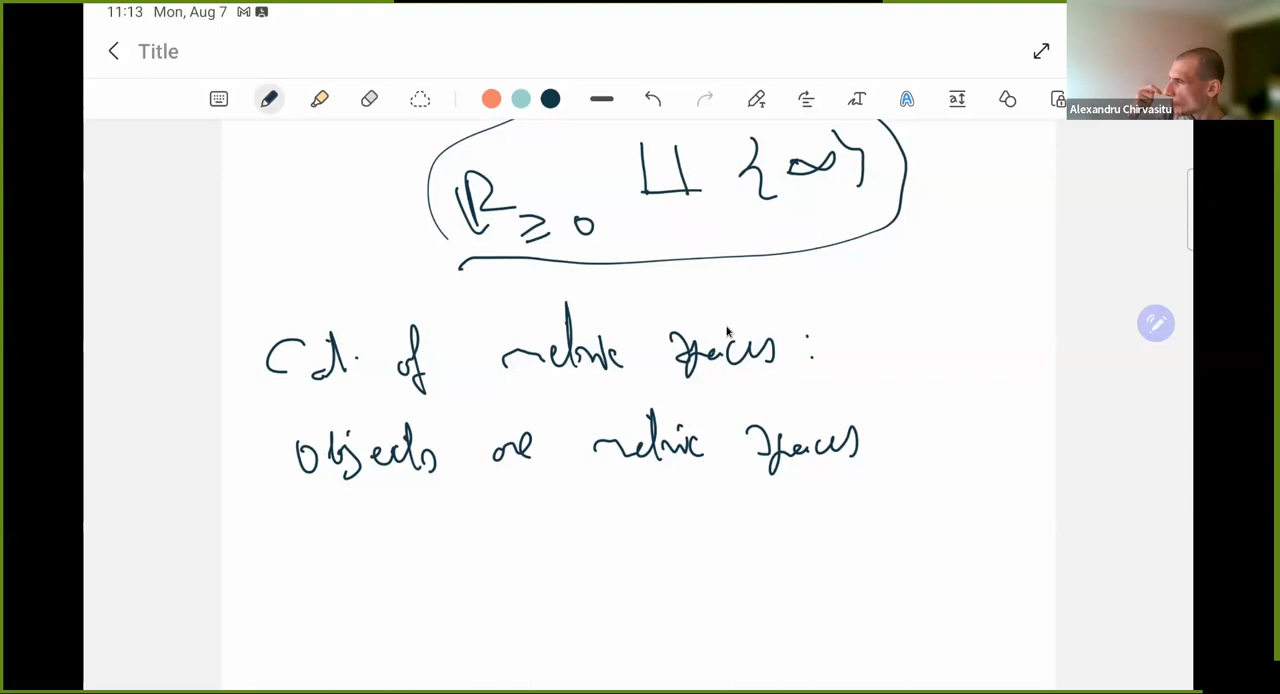 11:13 Mon, Aug 7
Title
Alexandru Chirvasitu
ℝ≥0 ⊔ {∞}
Cat. of metric spaces:
objects are metric spaces